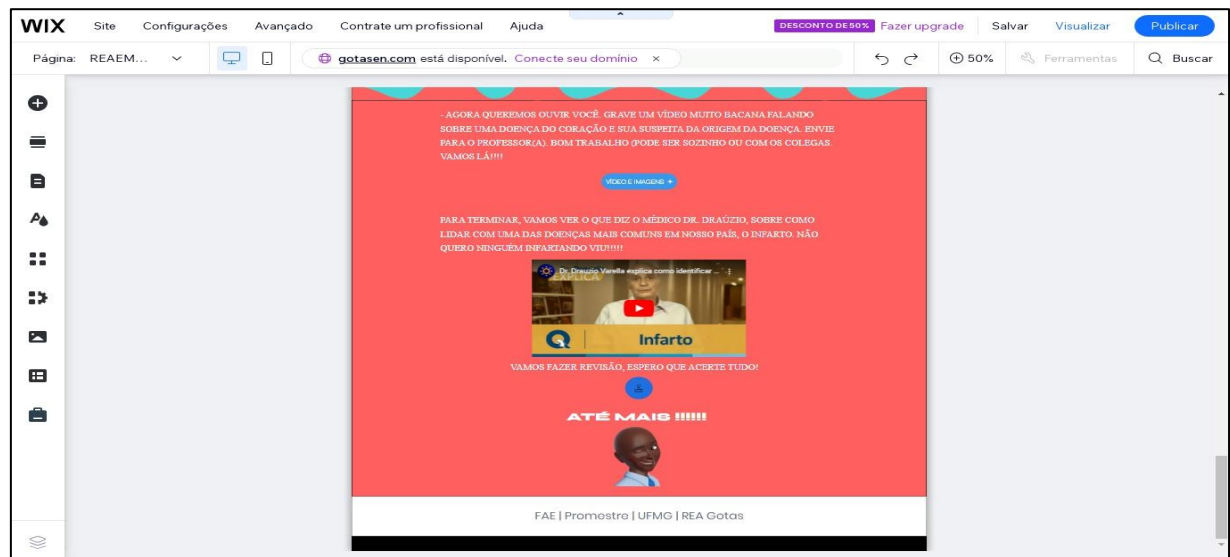 WIX Site Configurações Avançado Contrate um profissional Ajuda DESCONTO DE 50% Fazer upgrade Salvar Visualizar Publicar
Página: REAEM... gotasen.com está disponível. Conecte seu domínio × 50% Ferramentas Buscar
- AGORA QUEREMOS OUVIR VOCÊ. GRAVE UM VÍDEO MUITO BACANA FALANDO
SOBRE UMA DOENÇA DO CORAÇÃO E SUA SUSPEITA DA ORIGEM DA DOENÇA. ENVIE
PARA O PROFESSOR(A). BOM TRABALHO (PODE SER SOZINHO OU COM OS COLEGAS.
VAMOS LÁ!!!!
VÍDEO E IMAGENS +
PARA TERMINAR, VAMOS VER O QUE DIZ O MÉDICO DR. DRAÚZIO, SOBRE COMO
LIDAR COM UMA DAS DOENÇAS MAIS COMUNS EM NOSSO PAÍS, O INFARTO. NÃO
QUERO NINGUÉM INFARTANDO VIU!!!!!
Dr. Drauzio Varella explica como identificar ...
EXPLICA
Q Infarto
VAMOS FAZER REVISÃO, ESPERO QUE ACERTE TUDO!
ATÉ MAIS !!!!!!
FAE | Promestre | UFMG | REA Gotas